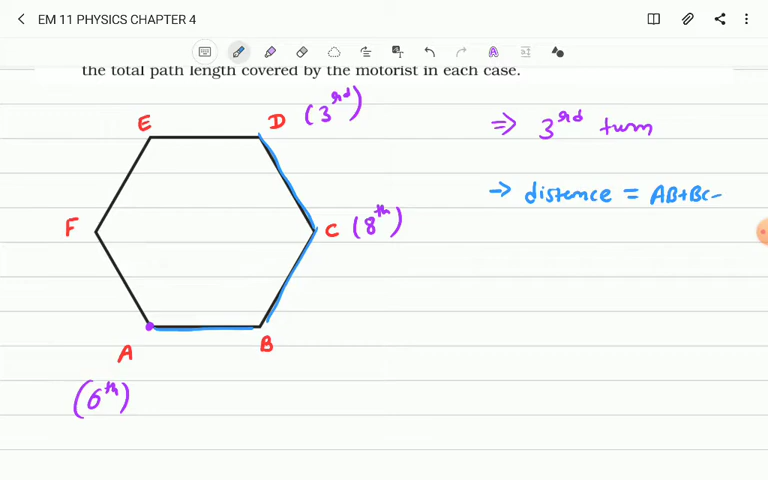 EM 11 PHYSICS CHAPTER 4
the total path length covered by the motorist in each case.
E
D (3rd)
⇒ 3rd turn
→ distance = AB+BC-
F
C (8th)
A
B
(6th)